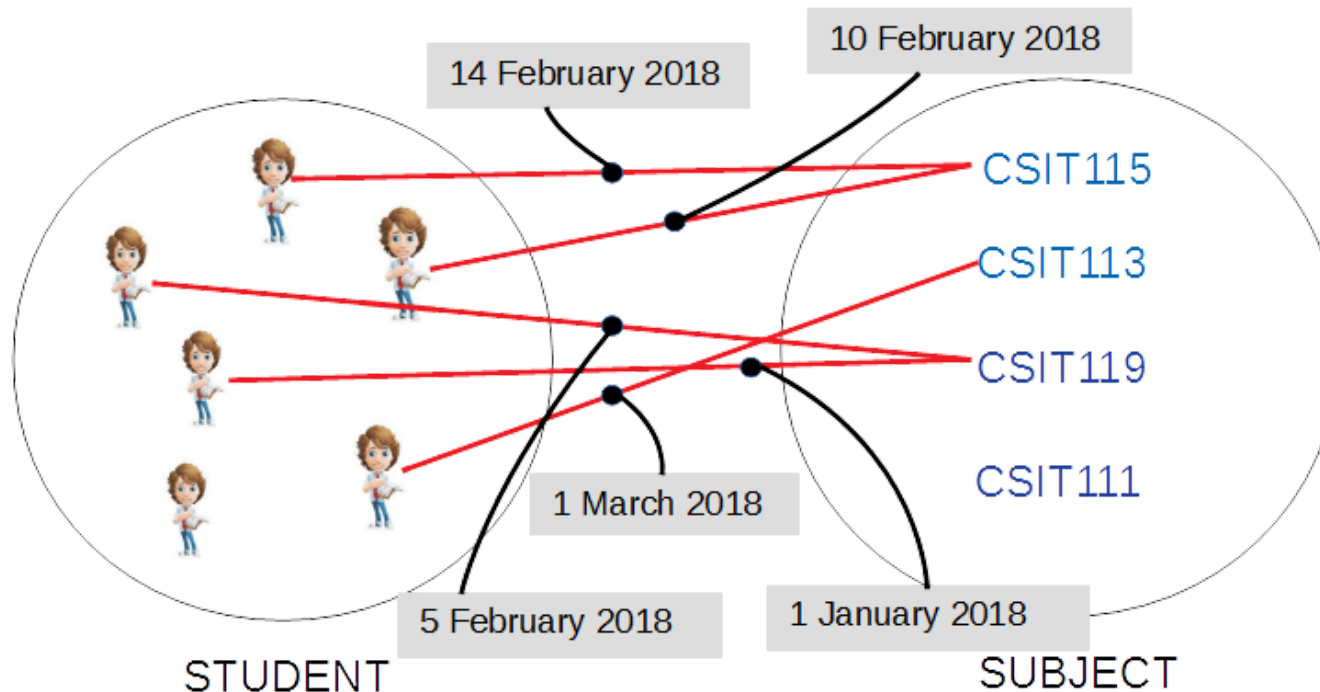 10 February 2018
14 February 2018
CSIT115
CSIT113
CSIT119
CSIT111
1 March 2018
5 February 2018
1 January 2018
STUDENT
SUBJECT